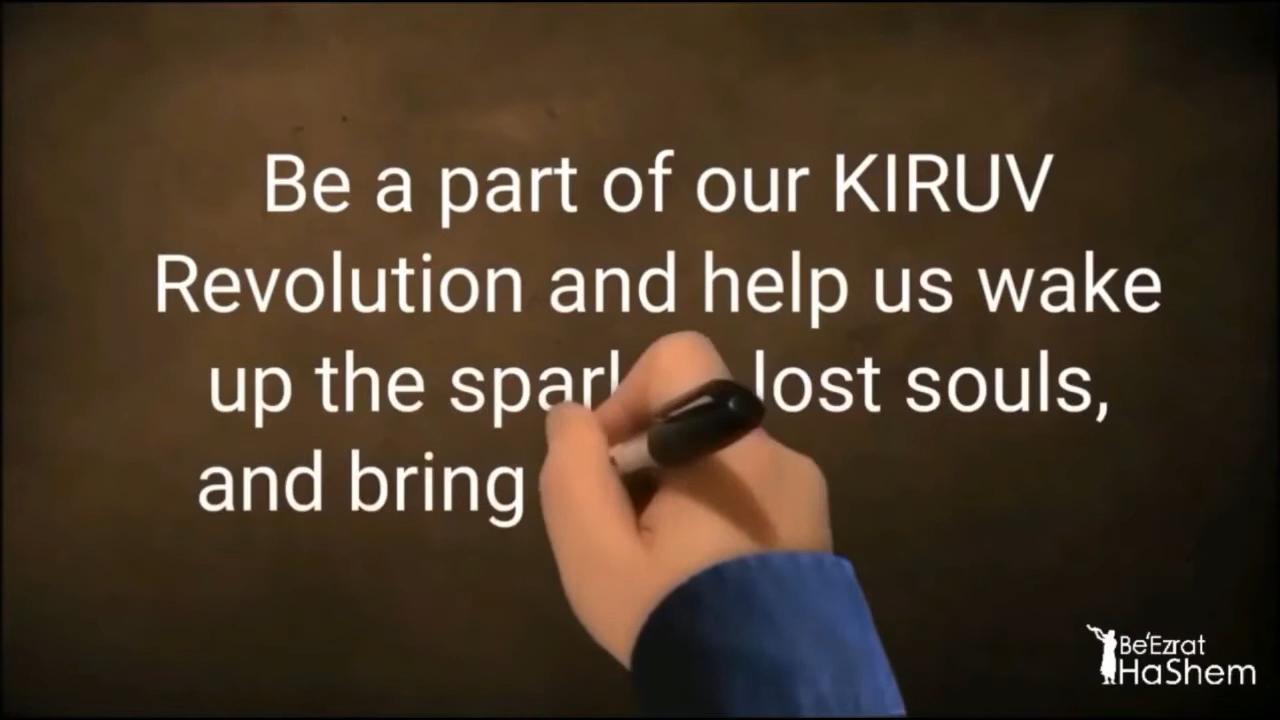 Be a part of our KIRUV
Revolution and help us wake
up the lost souls,
and bring
Be'Ezrat
HaShem